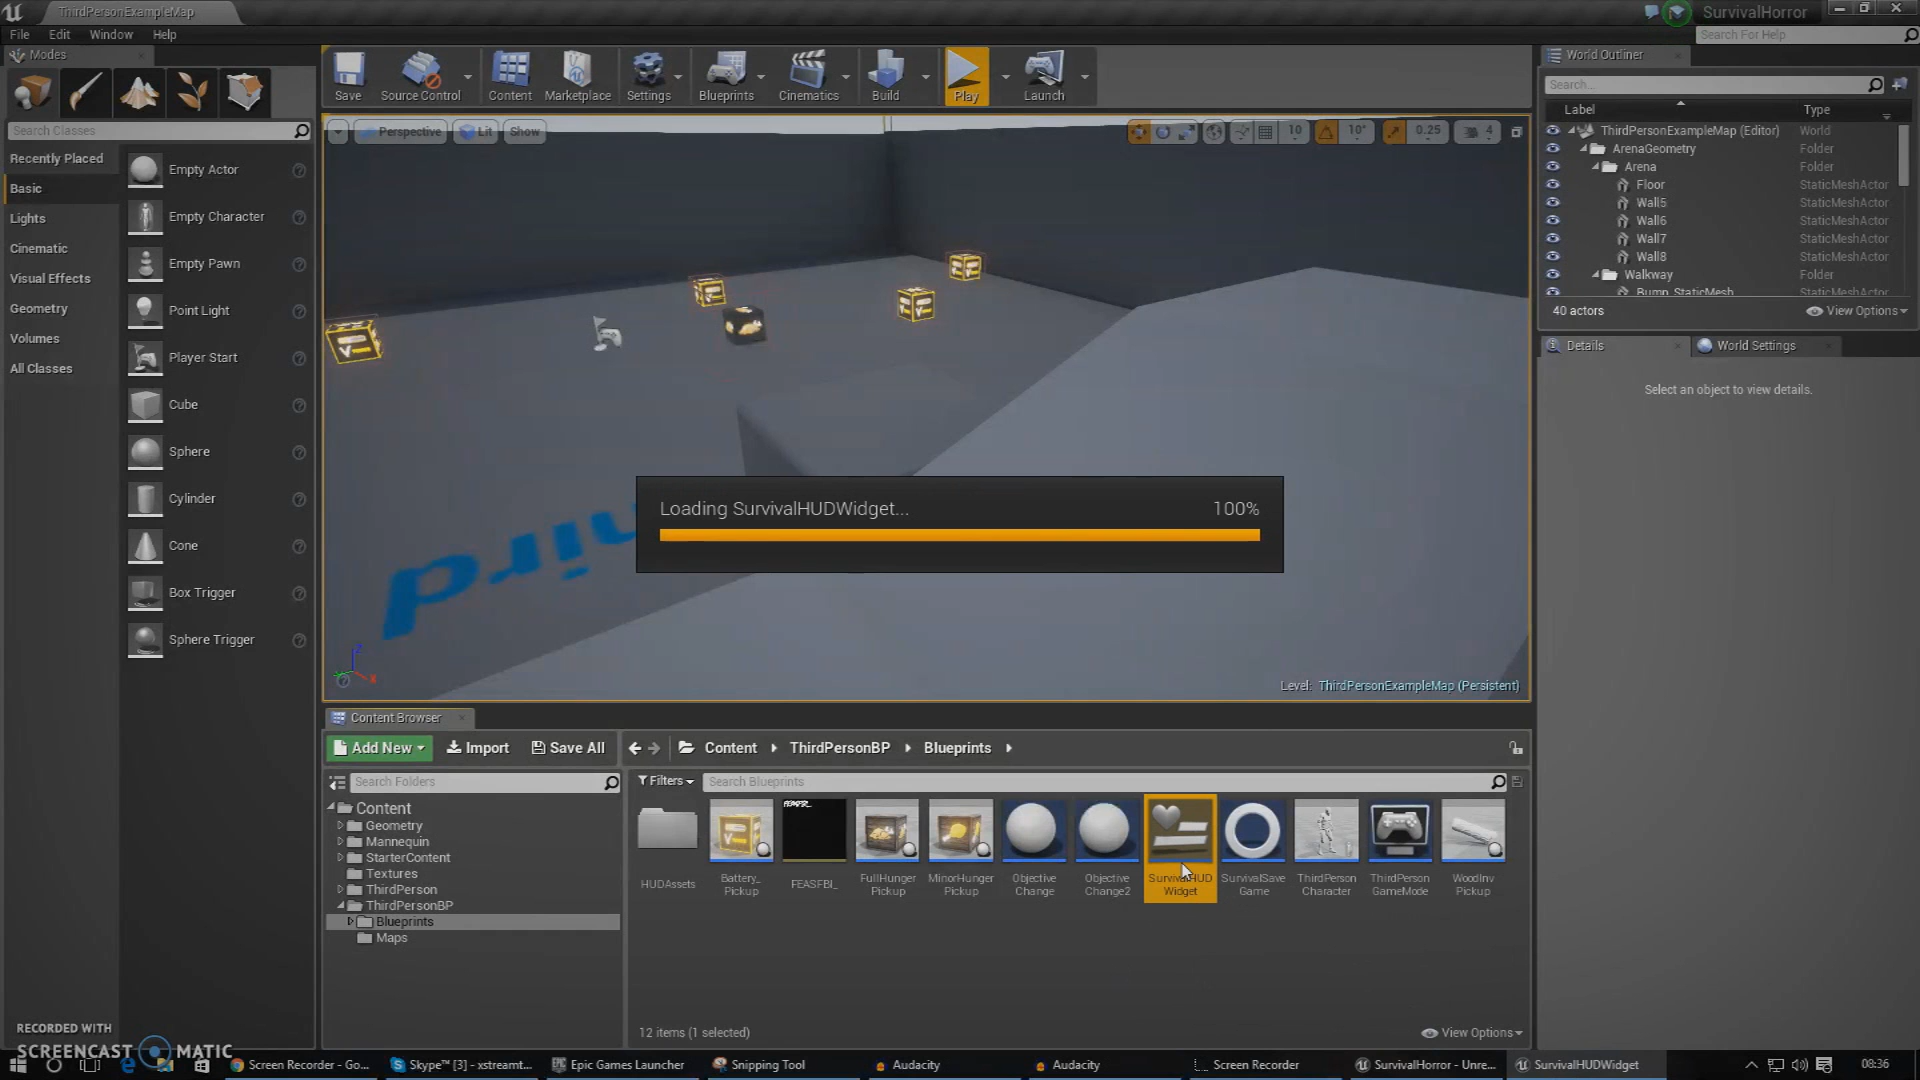 ThirdPersonExampleMap
SurvivalHorror
File Edit Window Help
Search For Help
Modes
Save
Source Control
Content
Marketplace
Settings
Blueprints
Cinematics
Build
Play
Launch
World Outliner
Search...
Label Type
Search Classes
Perspective Lit Show
10 10° 0.25 4
ThirdPersonExampleMap (Editor) World
ArenaGeometry Folder
Arena Folder
Floor StaticMeshActor
Wall5 StaticMeshActor
Wall6 StaticMeshActor
Wall7 StaticMeshActor
Wall8 StaticMeshActor
Walkway Folder
Bump_StaticMesh StaticMeshActor
40 actors View Options
Details World Settings
Select an object to view details.
Recently Placed
Basic
Lights
Cinematic
Visual Effects
Geometry
Volumes
All Classes
Empty Actor
Empty Character
Empty Pawn
Point Light
Player Start
Cube
Sphere
Cylinder
Cone
Box Trigger
Sphere Trigger
Loading SurvivalHUDWidget... 100%
ird
Level: ThirdPersonExampleMap (Persistent)
Content Browser
Add New Import Save All Content ThirdPersonBP Blueprints
Search Folders
Filters Search Blueprints
Content
Geometry
Mannequin
StarterContent
Textures
ThirdPerson
ThirdPersonBP
Blueprints
Maps
HUDAssets
Battery_
Pickup
FEASFBI_
FullHunger
Pickup
MinorHunger
Pickup
Objective
Change
Objective
Change2
SurvivalHUD
Widget
SurvivalSave
Game
ThirdPerson
Character
ThirdPerson
GameMode
WoodInv
Pickup
12 items (1 selected) View Options
RECORDED WITH
SCREENCAST MATIC
Screen Recorder - Go...
Skype™ [3] - xstreamt...
Epic Games Launcher
Snipping Tool
Audacity
Audacity
Screen Recorder
SurvivalHorror - Unre...
SurvivalHUDWidget
08:36